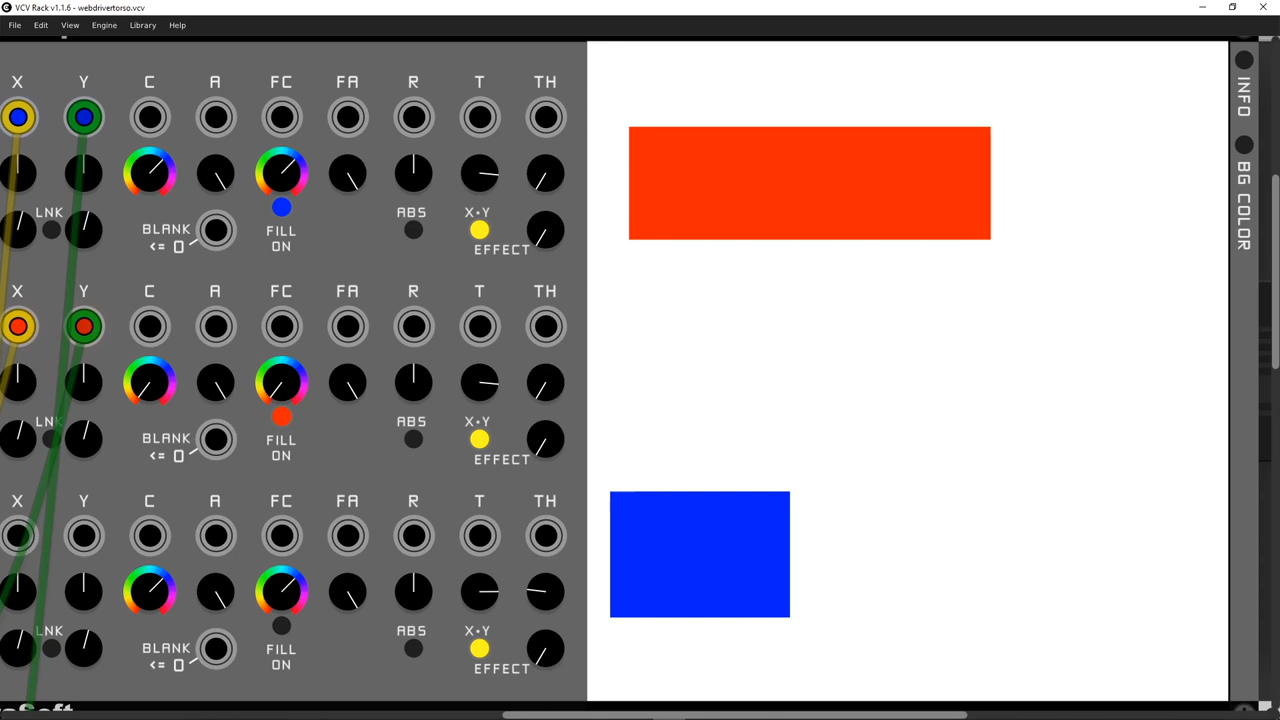 VCV Rack v1.1.6 - webdrivertorso.vcv
File Edit View Engine Library Help
X Y C A FC FA R T TH
LNK BLANK <= 0 FILL ON ABS X•Y EFFECT
X Y C A FC FA R T TH
LNK BLANK <= 0 FILL ON ABS X•Y EFFECT
X Y C A FC FA R T TH
LNK BLANK <= 0 FILL ON ABS X•Y EFFECT
INFO
BG COLOR